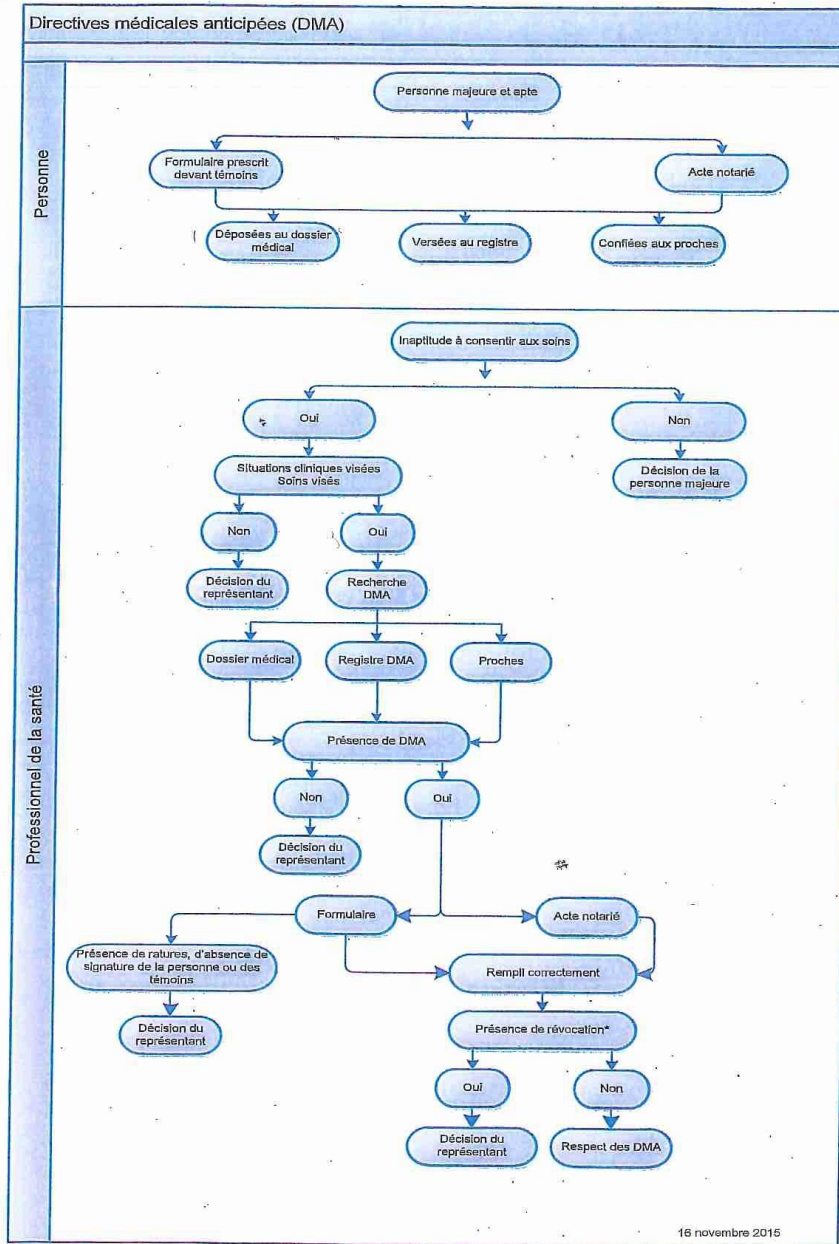 Directives médicales anticipées (DMA)
Personne
Personne majeure et apte
Formulaire prescrit
devant témoins
Acte notarié
Déposées au dossier
médical
Versées au registre
Confiées aux proches
Professionnel de la santé
Inaptitude à consentir aux soins
Oui
Non
Situations cliniques visées
Soins visés
Décision de la
personne majeure
Non
Oui
Décision du
représentant
Recherche
DMA
Dossier médical
Registre DMA
Proches
Présence de DMA
Non
Oui
Décision du
représentant
Formulaire
Acte notarié
Présence de ratures, d'absence de
signature de la personne ou des
témoins
Rempli correctement
Décision du
représentant
Présence de révocation*
Oui
Non
Décision du
représentant
Respect des DMA
16 novembre 2015